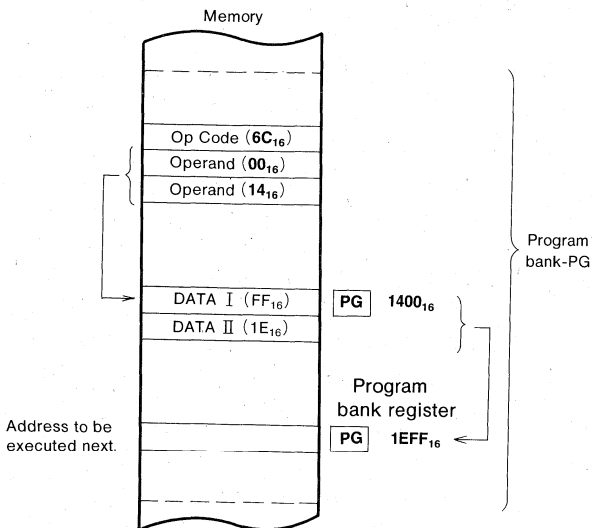 Memory
Op Code (6C₁₆)
Operand (00₁₆)
Operand (14₁₆)
Program
bank-PG
DATA Ⅰ (FF₁₆)
PG 1400₁₆
DATA Ⅱ (1E₁₆)
Program
bank register
Address to be
executed next.
PG 1EFF₁₆